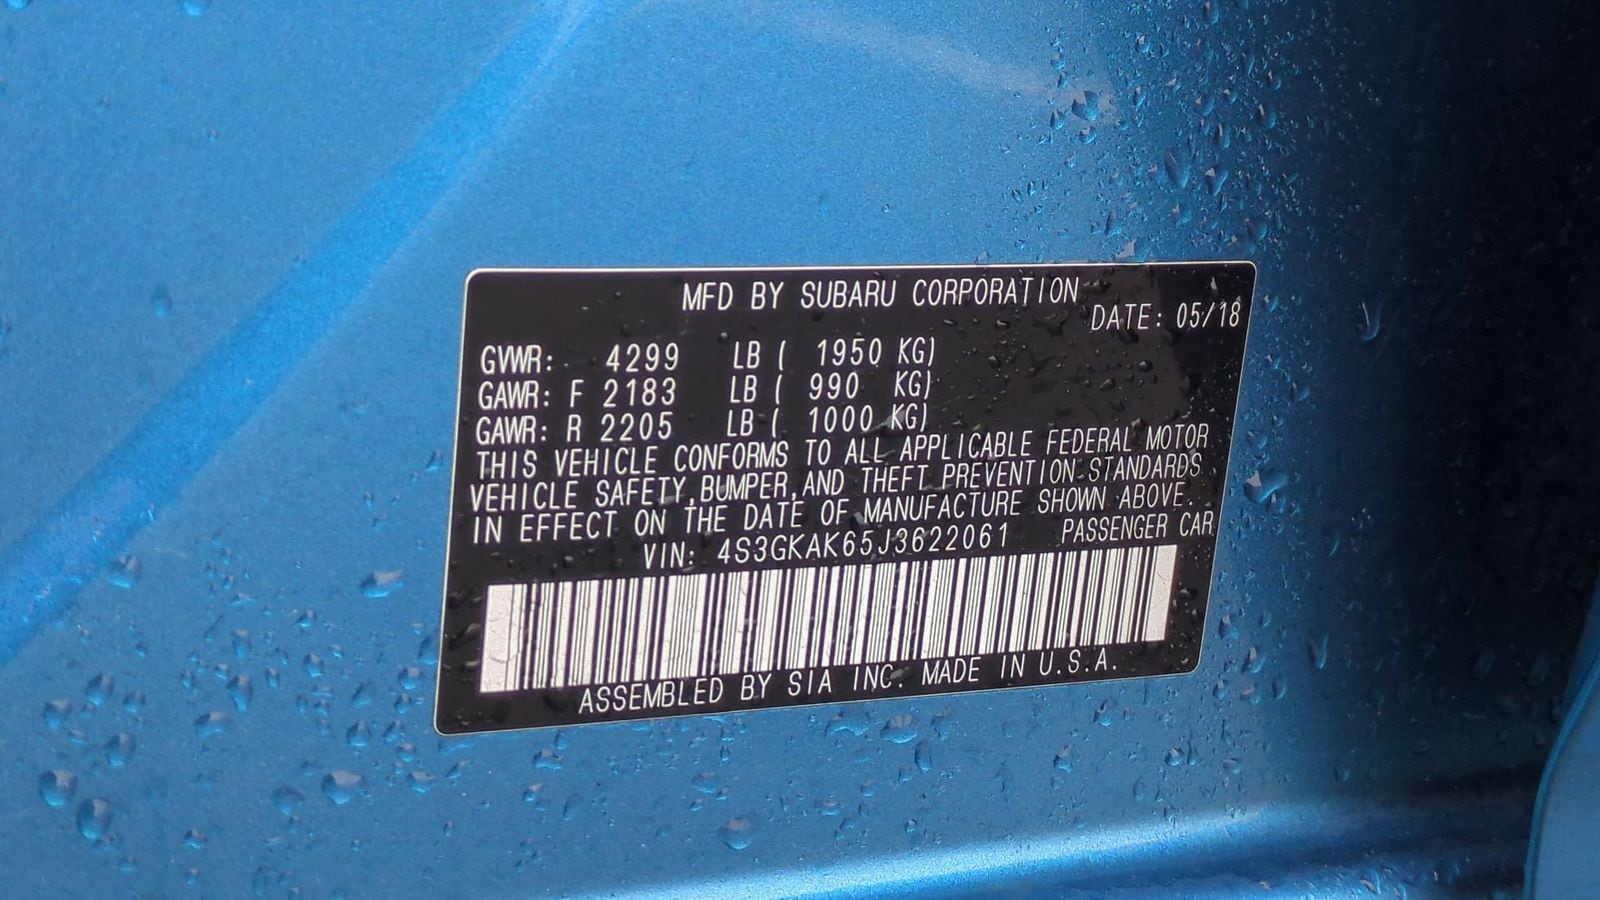 MFD BY SUBARU CORPORATION
DATE: 05/18
GVWR: 4299 LB ( 1950 KG)
GAWR: F 2183 LB ( 990 KG)
GAWR: R 2205 LB ( 1000 KG)
THIS VEHICLE CONFORMS TO ALL APPLICABLE FEDERAL MOTOR
VEHICLE SAFETY,BUMPER,AND THEFT PREVENTION STANDARDS
IN EFFECT ON THE DATE OF MANUFACTURE SHOWN ABOVE.
VIN: 4S3GKAK65J3622061 PASSENGER CAR
ASSEMBLED BY SIA INC. MADE IN U.S.A.